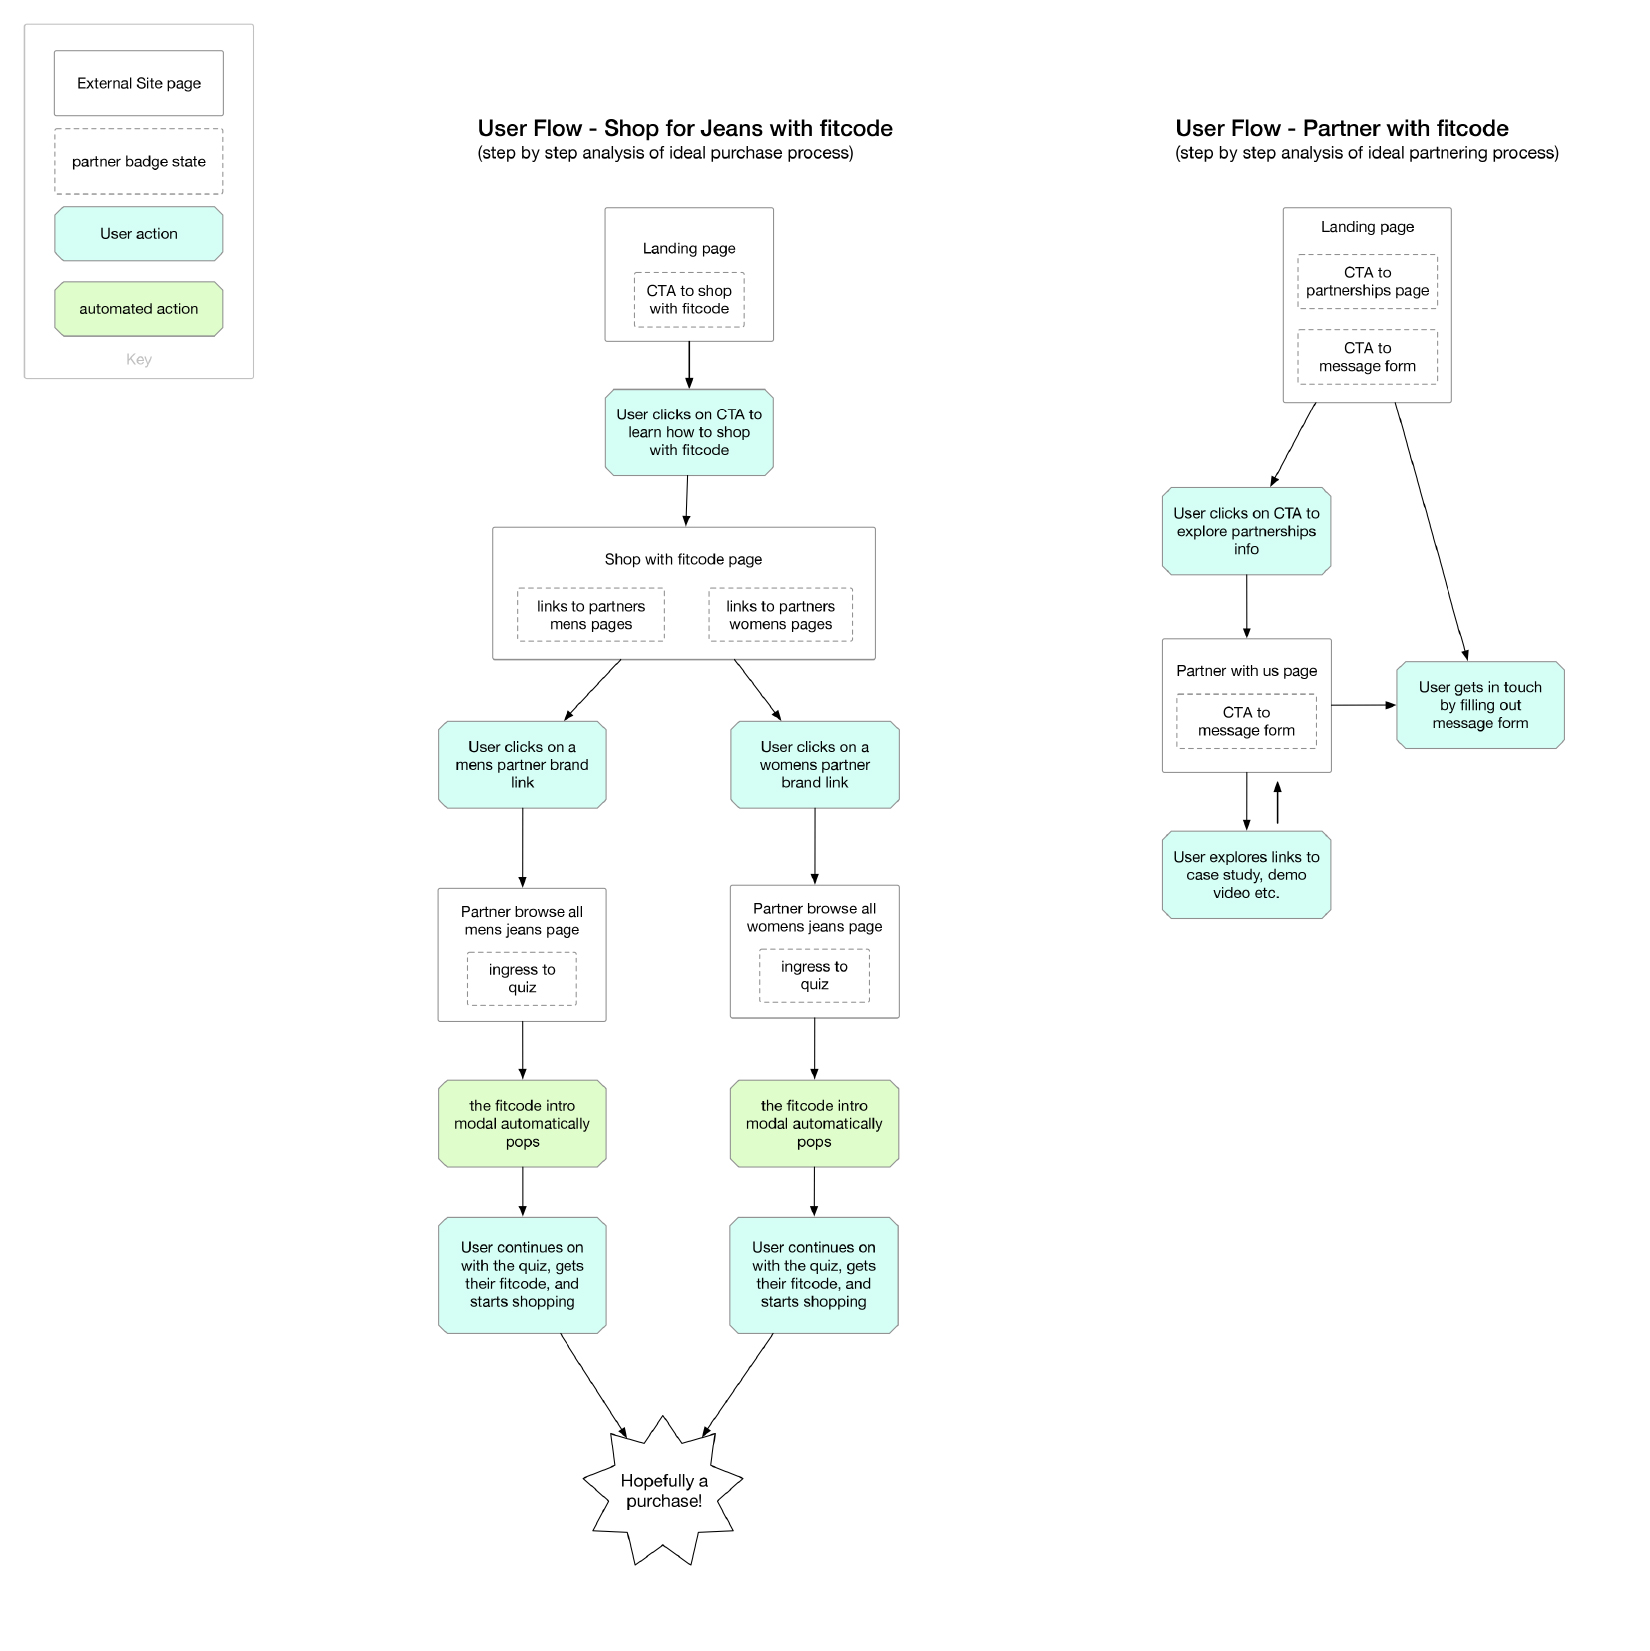 External Site page
partner badge state
User action
automated action
Key
User Flow - Shop for Jeans with fitcode
(step by step analysis of ideal purchase process)
Landing page
CTA to shop
with fitcode
User clicks on CTA to
learn how to shop
with fitcode
Shop with fitcode page
links to partners
mens pages
links to partners
womens pages
User clicks on a
mens partner brand
link
User clicks on a
womens partner
brand link
Partner browse all
mens jeans page
ingress to
quiz
Partner browse all
womens jeans page
ingress to
quiz
the fitcode intro
modal automatically
pops
the fitcode intro
modal automatically
pops
User continues on
with the quiz, gets
their fitcode, and
starts shopping
User continues on
with the quiz, gets
their fitcode, and
starts shopping
Hopefully a
purchase!
User Flow - Partner with fitcode
(step by step analysis of ideal partnering process)
Landing page
CTA to
partnerships page
CTA to
message form
User clicks on CTA to
explore partnerships
info
Partner with us page
CTA to
message form
User gets in touch
by filling out
message form
User explores links to
case study, demo
video etc.